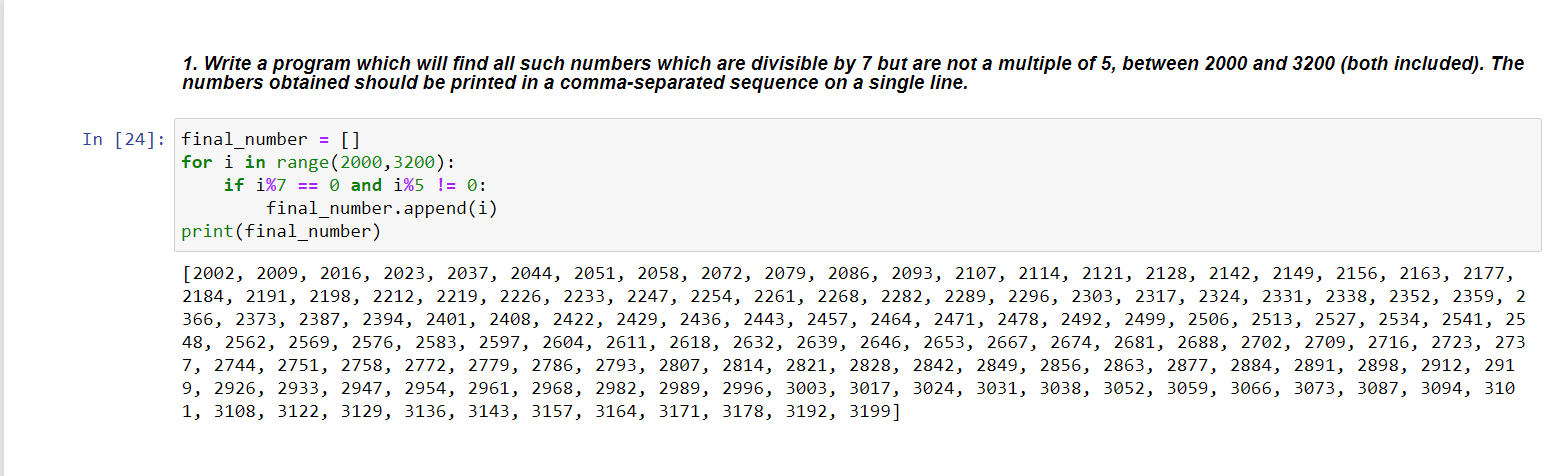 1. Write a program which will find all such numbers which are divisible by 7 but are not a multiple of 5, between 2000 and 3200 (both included). The
numbers obtained should be printed in a comma-separated sequence on a single line.
In [24]: final_number = []
for i in range(2000,3200):
    if i%7 == 0 and i%5 != 0:
        final_number.append(i)
print(final_number)
[2002, 2009, 2016, 2023, 2037, 2044, 2051, 2058, 2072, 2079, 2086, 2093, 2107, 2114, 2121, 2128, 2142, 2149, 2156, 2163, 2177,
2184, 2191, 2198, 2212, 2219, 2226, 2233, 2247, 2254, 2261, 2268, 2282, 2289, 2296, 2303, 2317, 2324, 2331, 2338, 2352, 2359, 2
366, 2373, 2387, 2394, 2401, 2408, 2422, 2429, 2436, 2443, 2457, 2464, 2471, 2478, 2492, 2499, 2506, 2513, 2527, 2534, 2541, 25
48, 2562, 2569, 2576, 2583, 2597, 2604, 2611, 2618, 2632, 2639, 2646, 2653, 2667, 2674, 2681, 2688, 2702, 2709, 2716, 2723, 273
7, 2744, 2751, 2758, 2772, 2779, 2786, 2793, 2807, 2814, 2821, 2828, 2842, 2849, 2856, 2863, 2877, 2884, 2891, 2898, 2912, 291
9, 2926, 2933, 2947, 2954, 2961, 2968, 2982, 2989, 2996, 3003, 3017, 3024, 3031, 3038, 3052, 3059, 3066, 3073, 3087, 3094, 310
1, 3108, 3122, 3129, 3136, 3143, 3157, 3164, 3171, 3178, 3192, 3199]